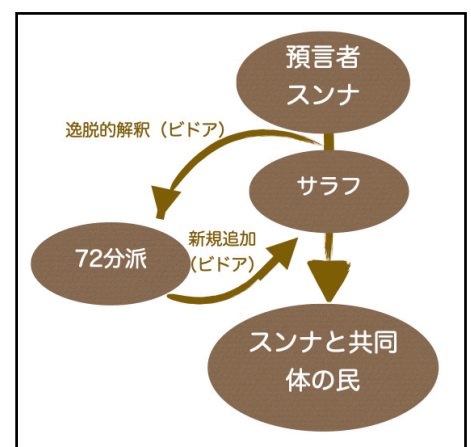 預言者
スンナ
逸脱的解釈（ビドア）
サラフ
新規追加
（ビドア）
72分派
スンナと共同
体の民